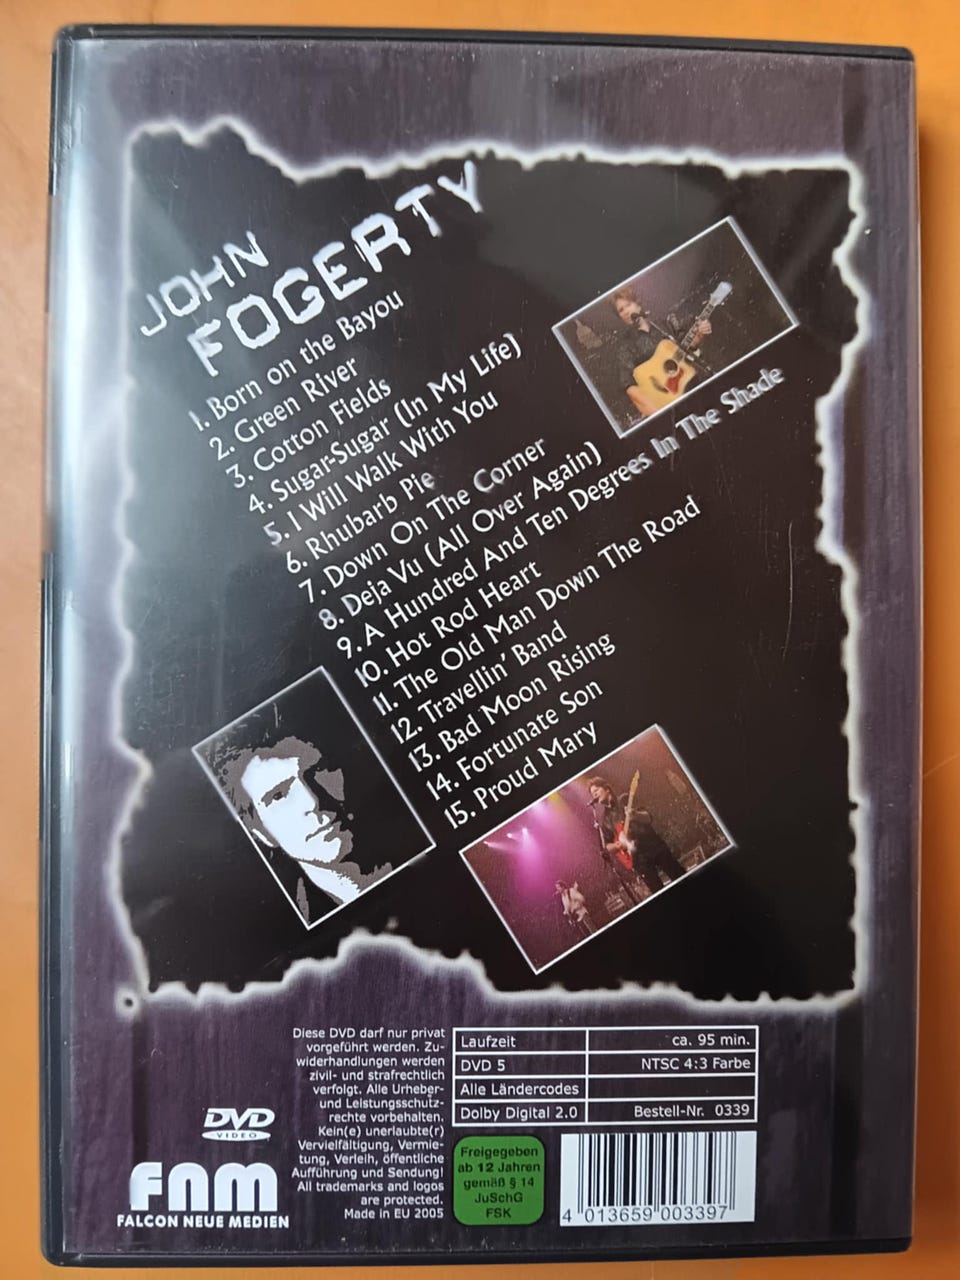 JOHN
FOGERTY
1. Born on the Bayou
2. Green River
3. Cotton Fields
4. Sugar-Sugar (In My Life)
5. I Will Walk With You
6. Rhubarb Pie
7. Down On The Corner
8. Deja Vu (All Over Again)
9. A Hundred And Ten Degrees In The Shade
10. Hot Rod Heart
11. The Old Man Down The Road
12. Travellin' Band
13. Bad Moon Rising
14. Fortunate Son
15. Proud Mary
Diese DVD darf nur privat
vorgeführt werden. Zu-
widerhandlungen werden
zivil- und strafrechtlich
verfolgt. Alle Urheber-
und Leistungsschutz-
rechte vorbehalten.
Kein(e) unerlaubte(r)
Vervielfältigung, Vermie-
tung, Verleih, öffentliche
Aufführung und Sendung!
All trademarks and logos
are protected.
Made in EU 2005
Laufzeit ca. 95 min.
DVD 5 NTSC 4:3 Farbe
Alle Ländercodes
Dolby Digital 2.0 Bestell-Nr. 0339
DVD
VIDEO
fnm
FALCON NEUE MEDIEN
Freigegeben
ab 12 Jahren
gemäß § 14
JuSchG
FSK
4 013659 003397